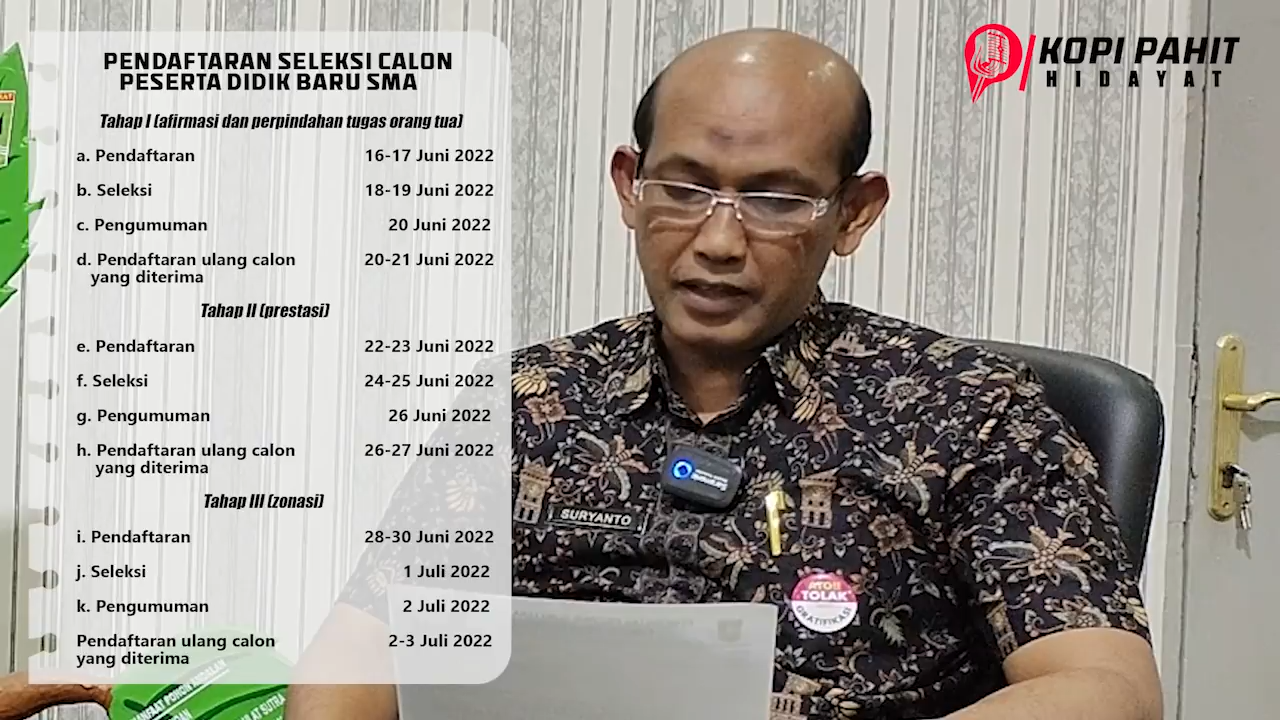 PENDAFTARAN SELEKSI CALON
PESERTA DIDIK BARU SMA
Tahap I (afirmasi dan perpindahan tugas orang tua)
a. Pendaftaran 16-17 Juni 2022
b. Seleksi 18-19 Juni 2022
c. Pengumuman 20 Juni 2022
d. Pendaftaran ulang calon 20-21 Juni 2022
yang diterima
Tahap II (prestasi)
e. Pendaftaran 22-23 Juni 2022
f. Seleksi 24-25 Juni 2022
g. Pengumuman 26 Juni 2022
h. Pendaftaran ulang calon 26-27 Juni 2022
yang diterima
Tahap III (zonasi)
i. Pendaftaran 28-30 Juni 2022
j. Seleksi 1 Juli 2022
k. Pengumuman 2 Juli 2022
Pendaftaran ulang calon 2-3 Juli 2022
yang diterima
KOPI PAHIT
HIDAYAT
SURYANTO
TOLAK
GRATIFIKASI
POHON